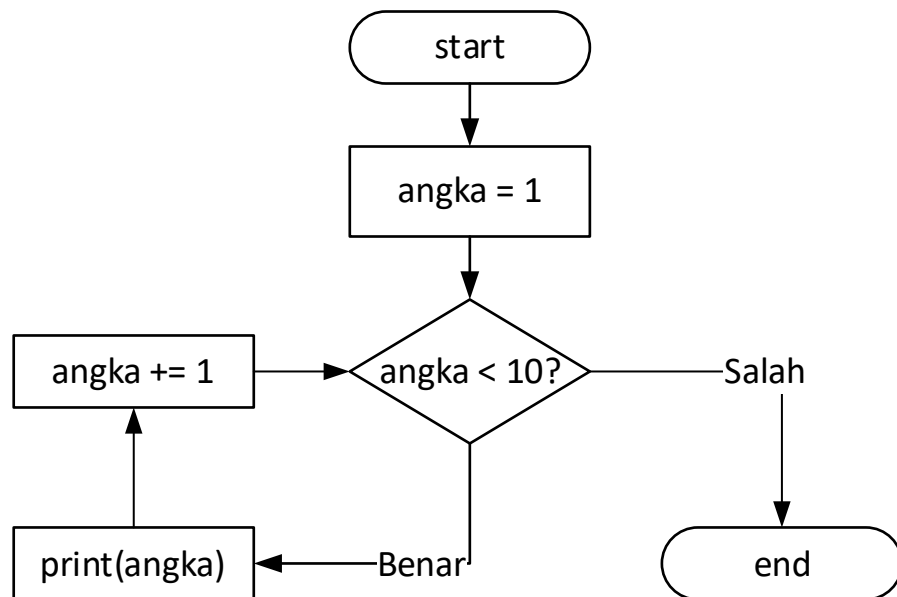 start
angka = 1
angka < 10?
Salah
angka += 1
print(angka)
Benar
end